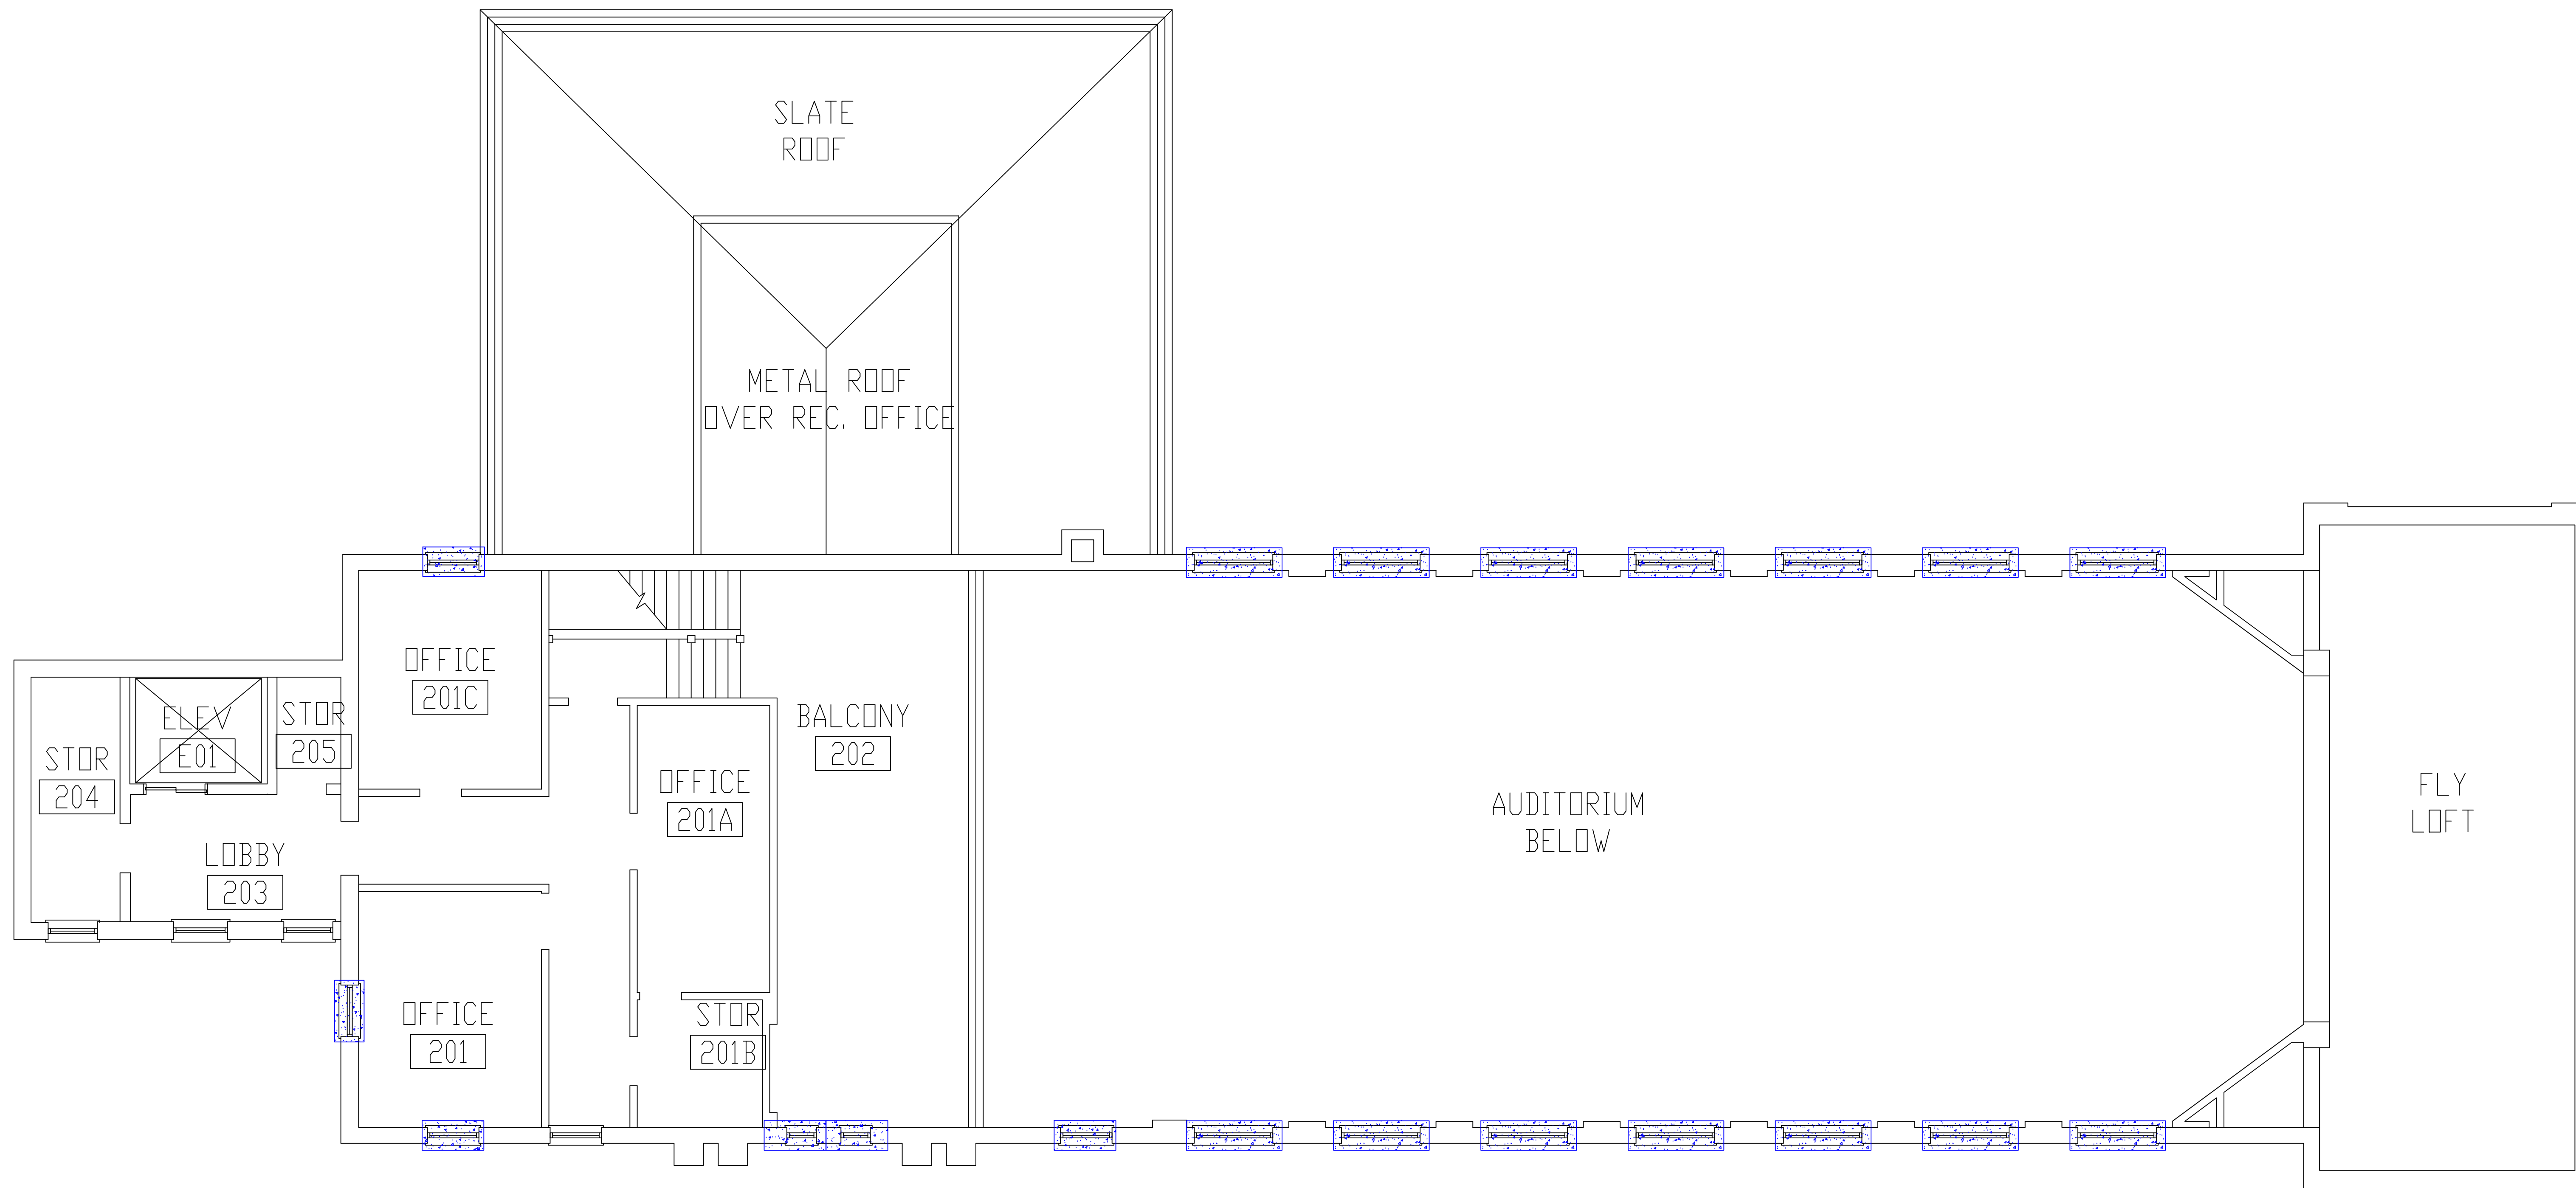 SLATE
ROOF
METAL ROOF
OVER REC. OFFICE
OFFICE
201C
ELEV
E01
STOR
205
STOR
204
BALCONY
202
OFFICE
201A
AUDITORIUM
BELOW
FLY
LOFT
LOBBY
203
OFFICE
201
STOR
201B